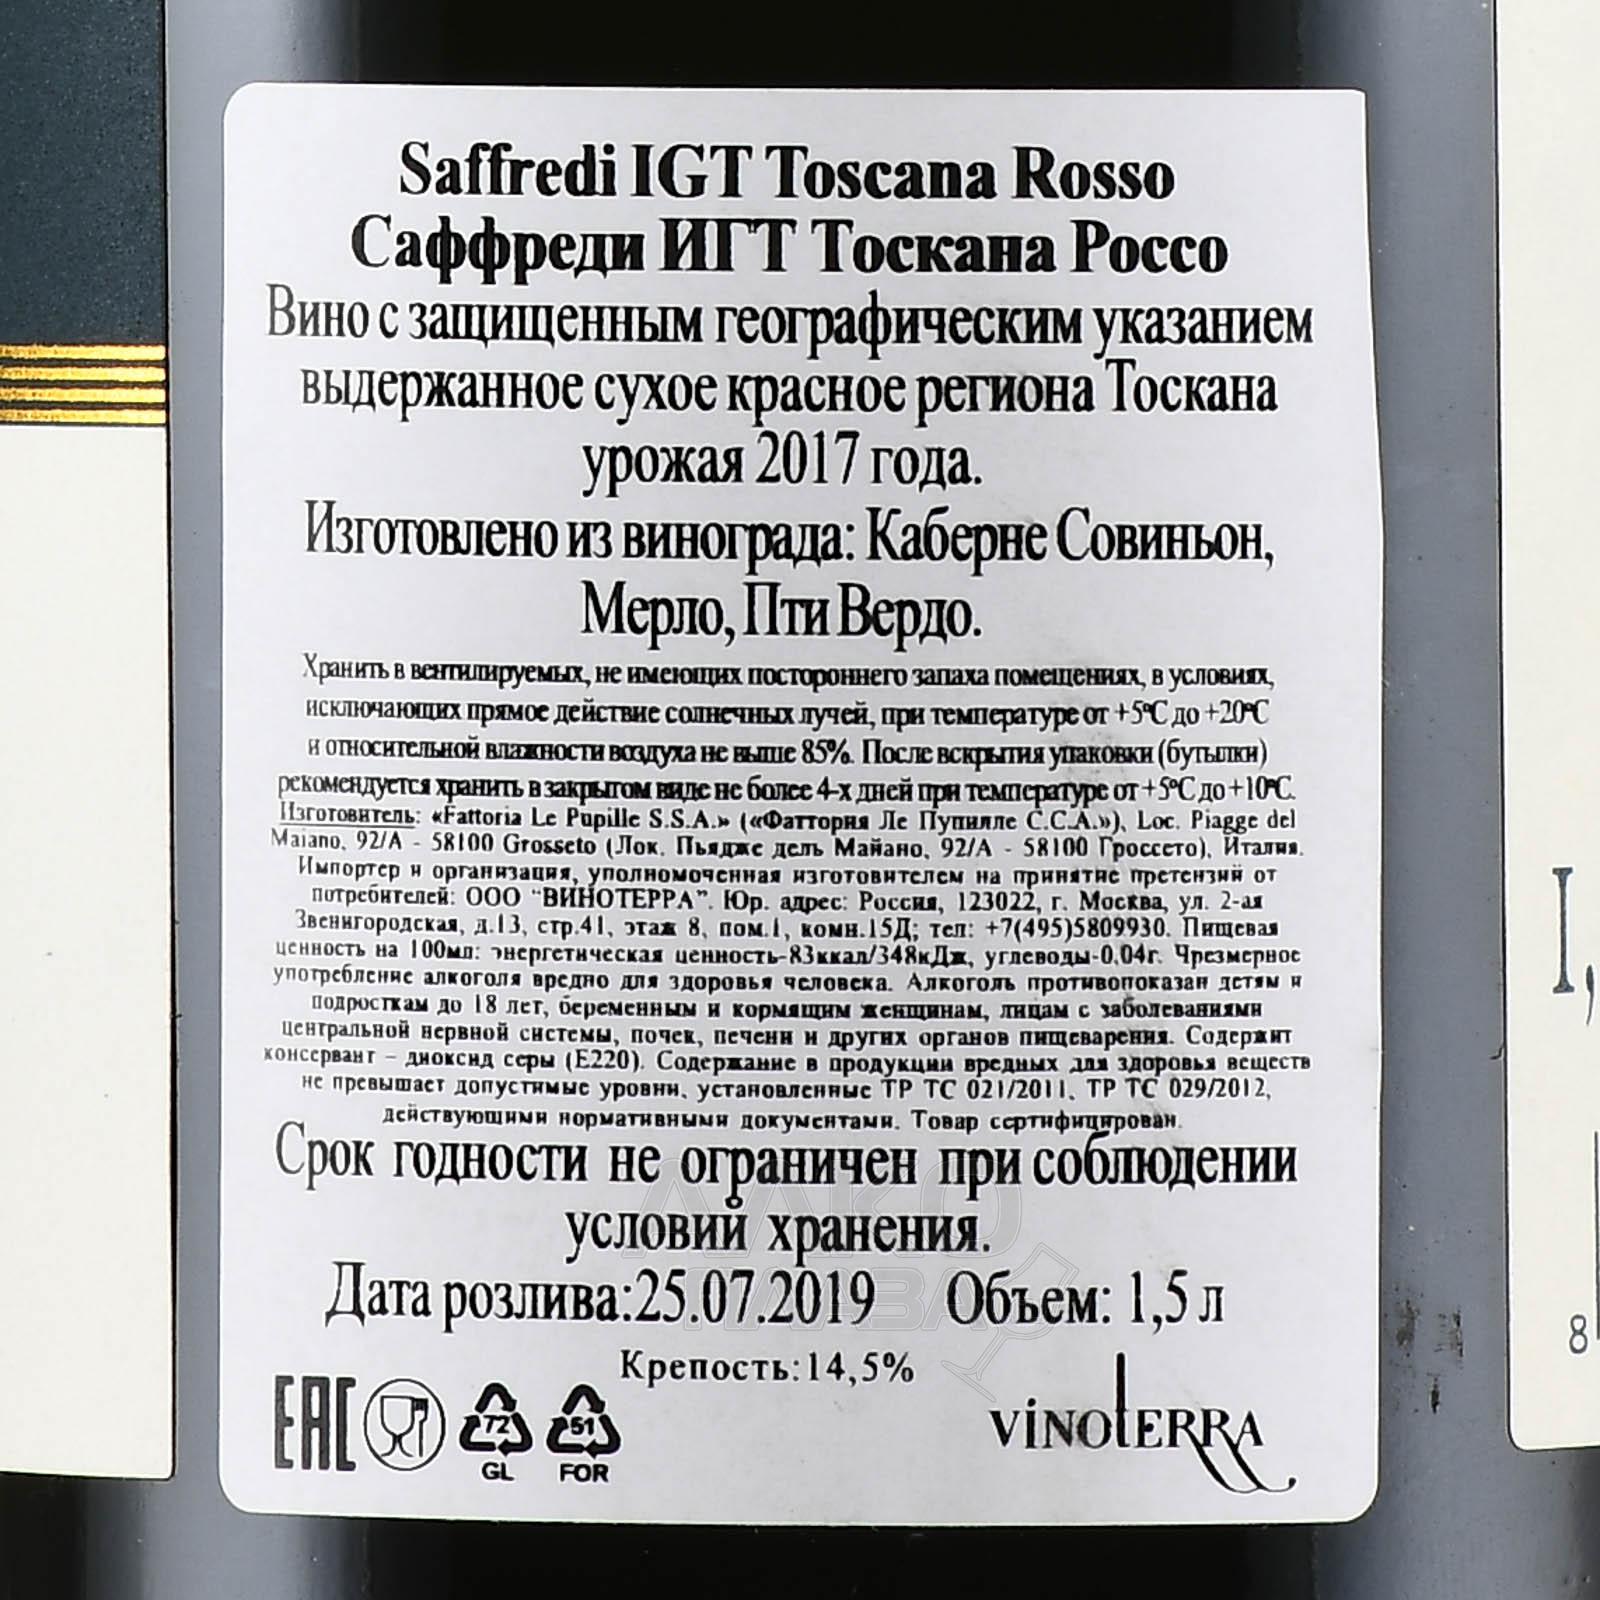 Saffredi IGT Toscana Rosso
Саффреди ИГТ Тоскана Россо
Вино с защищенным географическим указанием
выдержанное сухое красное региона Тоскана
урожая 2017 года.
Изготовлено из винограда: Каберне Совиньон,
Мерло, Пти Вердо.
Хранить в вентилируемых, не имеющих постороннего запаха помещениях, в условиях,
исключающих прямое действие солнечных лучей, при температуре от +5°С до +20°С
и относительной влажности воздуха не выше 85%. После вскрытия упаковки (бутылки)
рекомендуется хранить в закрытом виде не более 4-х дней при температуре от +5°С до +10°С.
Изготовитель: «Fattoria Le Pupille S.S.A.» («Фаттория Ле Пупилле С.С.А.»), Loc. Piagge del
Maiano, 92/A - 58100 Grosseto (Лок. Пьядже дель Майано, 92/А - 58100 Гроссето), Италия.
Импортер и организация, уполномоченная изготовителем на принятие претензий от
потребителей: ООО "ВИНОТЕРРА". Юр. адрес: Россия, 123022, г. Москва, ул. 2-ая
Звенигородская, д.13, стр.41, этаж 8, пом.1, комн.15Д; тел: +7(495)5809930. Пищевая
ценность на 100мл: энергетическая ценность-83ккал/348кДж, углеводы-0,04г. Чрезмерное
употребление алкоголя вредно для здоровья человека. Алкоголь противопоказан детям и
подросткам до 18 лет, беременным и кормящим женщинам, лицам с заболеваниями
центральной нервной системы, почек, печени и других органов пищеварения. Содержит
консервант – диоксид серы (Е220). Содержание в продукции вредных для здоровья веществ
не превышает допустимые уровни, установленные ТР ТС 021/2011, ТР ТС 029/2012,
действующими нормативными документами. Товар сертифицирован.
Срок годности не ограничен при соблюдении
условий хранения.
Дата розлива:25.07.2019 Объем: 1,5 л
Крепость:14,5%
ЕАС 72 GL 51 FOR VINOTERRA
АЛКО
ЛАВА
I,
8